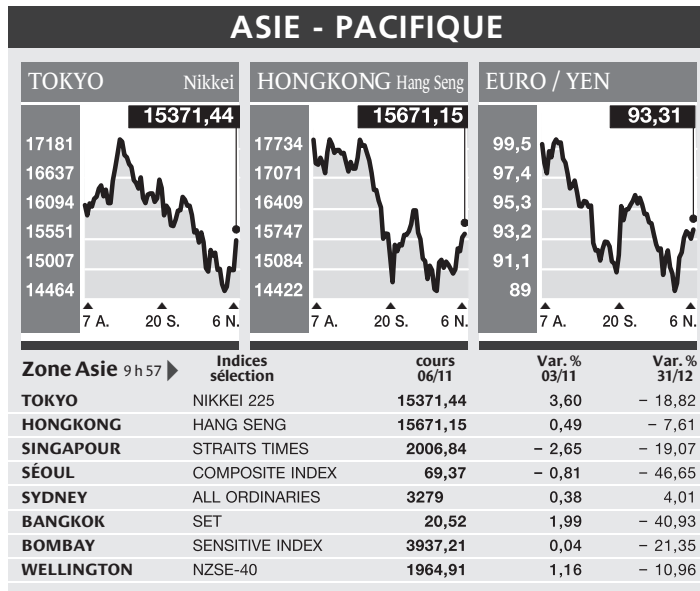 ASIE - PACIFIQUE
TOKYO Nikkei
15371,44
17181
16637
16094
15551
15007
14464
7 A. 20 S. 6 N.
HONGKONG Hang Seng
15671,15
17734
17071
16409
15747
15084
14422
7 A. 20 S. 6 N.
EURO / YEN
93,31
99,5
97,4
95,3
93,2
91,1
89
7 A. 20 S. 6 N.
Zone Asie 9 h 57 Indices sélection cours 06/11 Var. % 03/11 Var. % 31/12
TOKYO NIKKEI 225 15371,44 3,60 – 18,82
HONGKONG HANG SENG 15671,15 0,49 – 7,61
SINGAPOUR STRAITS TIMES 2006,84 – 2,65 – 19,07
SÉOUL COMPOSITE INDEX 69,37 – 0,81 – 46,65
SYDNEY ALL ORDINARIES 3279 0,38 4,01
BANGKOK SET 20,52 1,99 – 40,93
BOMBAY SENSITIVE INDEX 3937,21 0,04 – 21,35
WELLINGTON NZSE-40 1964,91 1,16 – 10,96